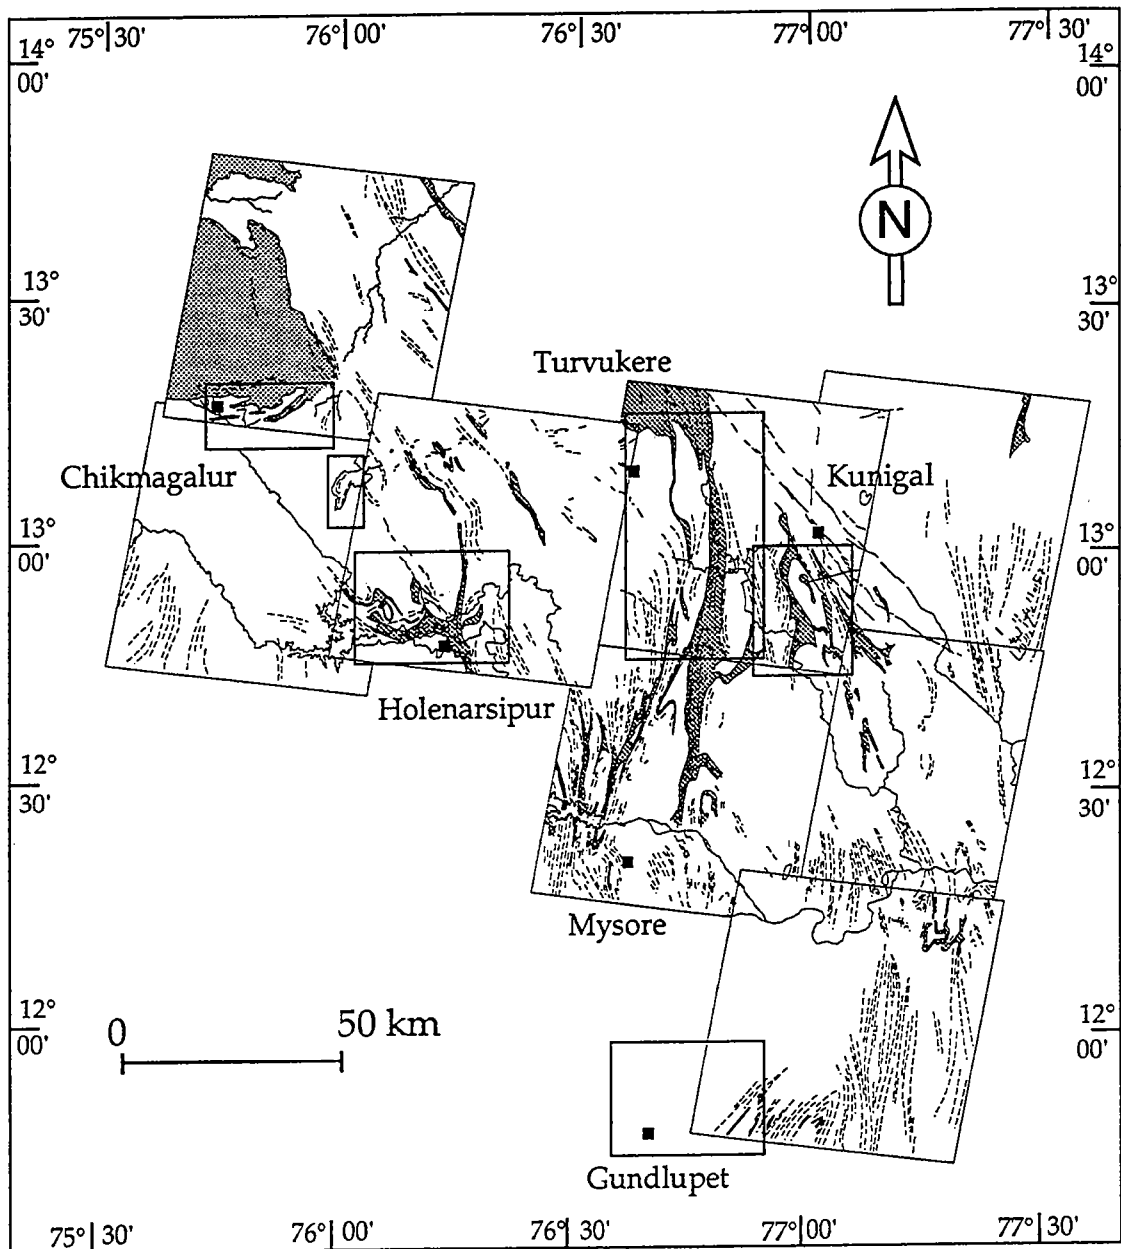 75° 30' 76° 00' 76° 30' 77° 00' 77° 30'
14° 00'
14° 00'
N
13° 30'
13° 30'
Turvukere
Chikmagalur
Kunigal
13° 00'
13° 00'
Holenarsipur
12° 30'
12° 30'
Mysore
12° 00'
12° 00'
0 50 km
Gundlupet
75° 30' 76° 00' 76° 30' 77° 00' 77° 30'